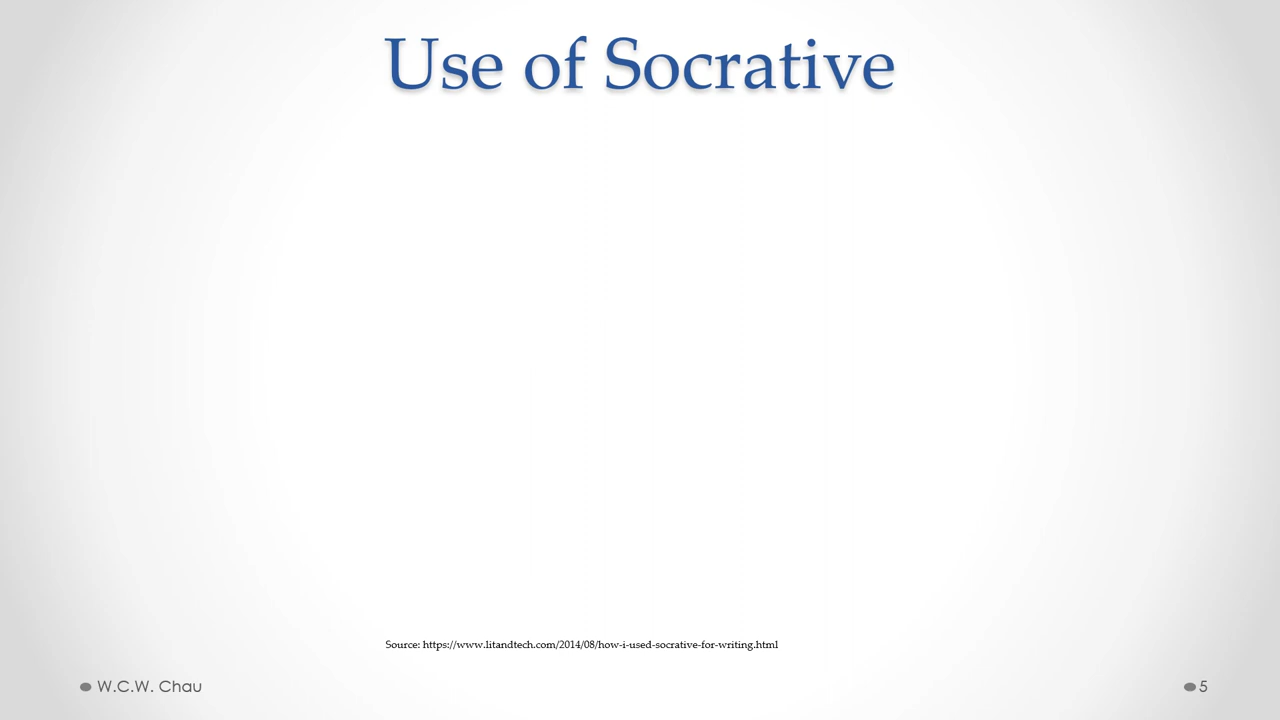 Use of Socrative
Source: https://www.litandtech.com/2014/08/how-i-used-socrative-for-writing.html
W.C.W. Chau
5